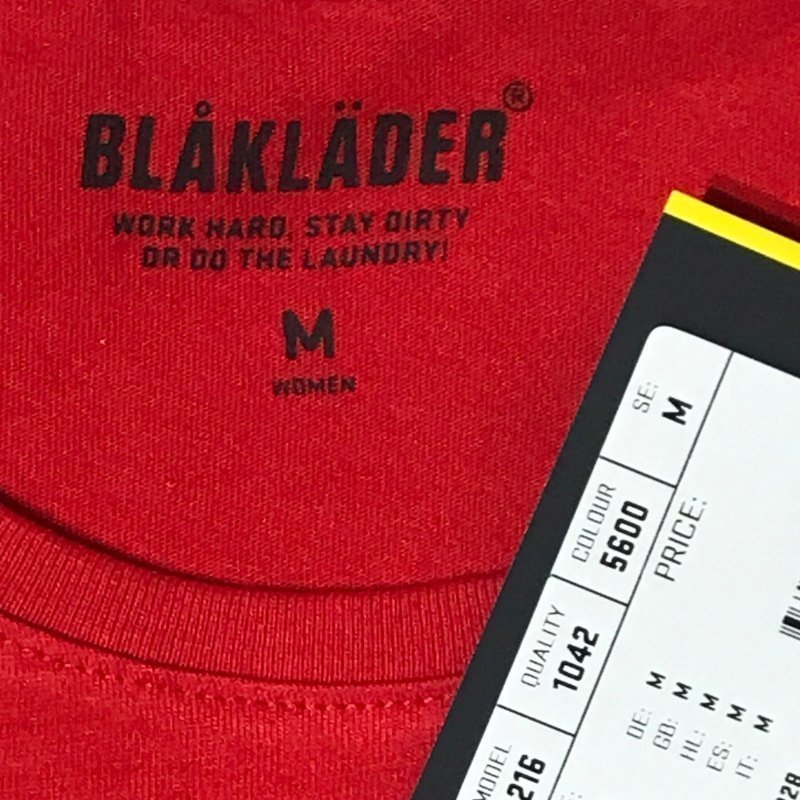 BLÅKLÄDER®
WORK HARD, STAY DIRTY
OR DO THE LAUNDRY!
M
WOMEN
SE:
M
COLOUR
5600
PRICE:
QUALITY
1042
DE: M
GB: M
NL: M
ES: M
IT: M
MODEL
216